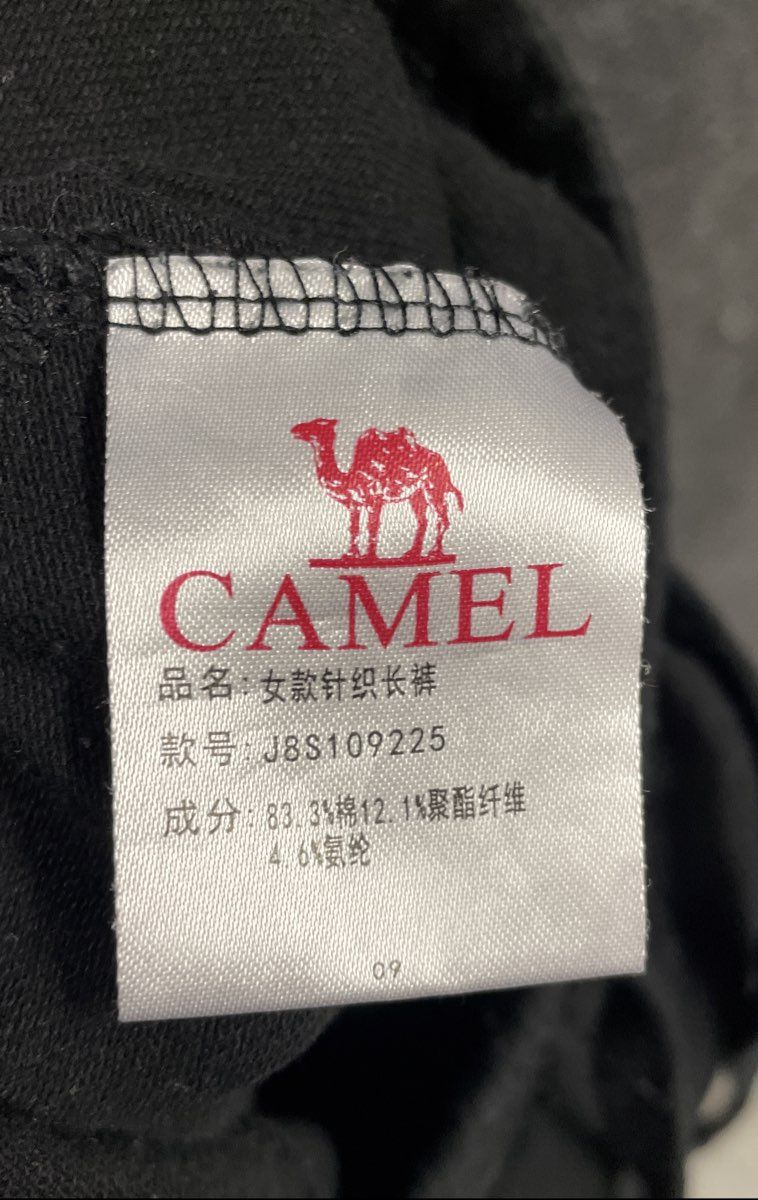 CAMEL
品名:女款针织长裤
款号:J8S109225
成分:83.3%棉12.1%聚酯纤维
4.6%氨纶
09